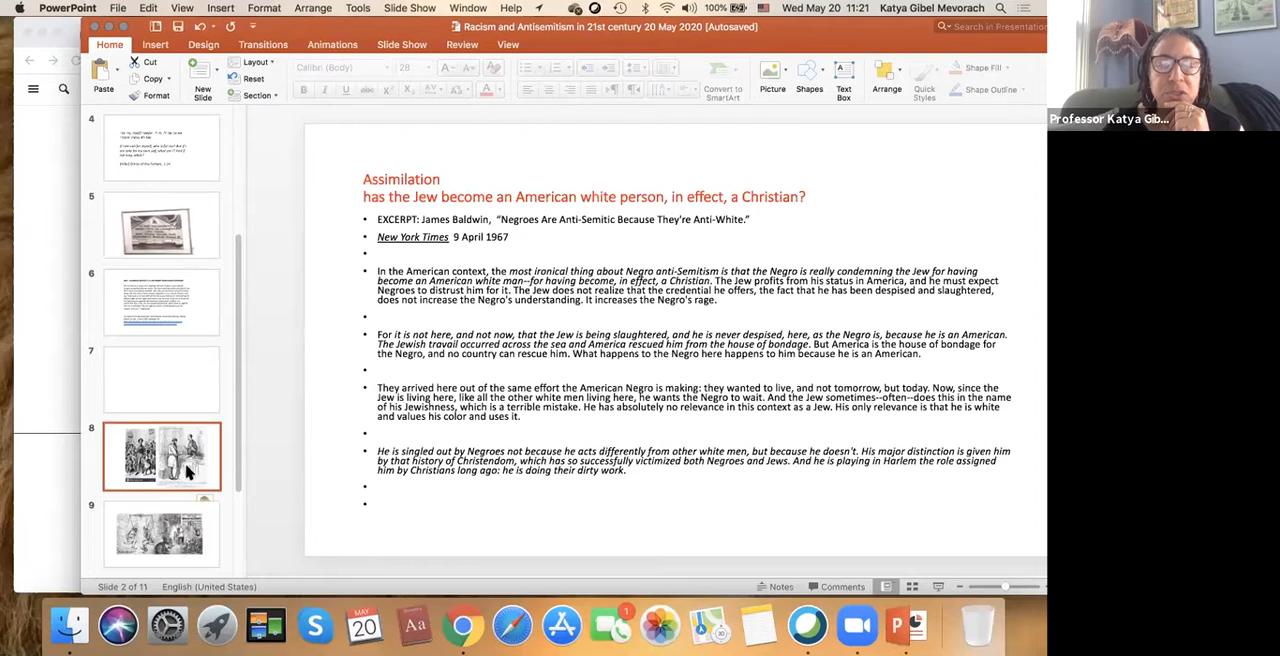 PowerPoint File Edit View Insert Format Arrange Tools Slide Show Window Help 100% Wed May 20 11:21 Katya Gibel Mevorach
Racism and Antisemitism in 21st century 20 May 2020 [Autosaved]
Search in Presentation
Home Insert Design Transitions Animations Slide Show Review View
Paste
Cut
Copy
Format
New Slide
Layout
Reset
Section
Calibri (Body) 28
Convert to SmartArt
Picture
Shapes
Text Box
Arrange
Quick Styles
Shape Fill
Shape Outline
Professor Katya Gib...
4
5
6
7
8
9
Assimilation
has the Jew become an American white person, in effect, a Christian?
• EXCERPT: James Baldwin, “Negroes Are Anti-Semitic Because They're Anti-White.”
• New York Times 9 April 1967
• In the American context, the most ironical thing about Negro anti-Semitism is that the Negro is really condemning the Jew for having
become an American white man--for having become, in effect, a Christian. The Jew profits from his status in America, and he must expect
Negroes to distrust him for it. The Jew does not realize that the credential he offers, the fact that he has been despised and slaughtered,
does not increase the Negro's understanding. It increases the Negro's rage.
• For it is not here, and not now, that the Jew is being slaughtered, and he is never despised, here, as the Negro is, because he is an American.
The Jewish travail occurred across the sea and America rescued him from the house of bondage. But America is the house of bondage for
the Negro, and no country can rescue him. What happens to the Negro here happens to him because he is an American.
• They arrived here out of the same effort the American Negro is making: they wanted to live, and not tomorrow, but today. Now, since the
Jew is living here, like all the other white men living here, he wants the Negro to wait. And the Jew sometimes--often--does this in the name
of his Jewishness, which is a terrible mistake. He has absolutely no relevance in this context as a Jew. His only relevance is that he is white
and values his color and uses it.
• He is singled out by Negroes not because he acts differently from other white men, but because he doesn't. His major distinction is given him
by that history of Christendom, which has so successfully victimized both Negroes and Jews. And he is playing in Harlem the role assigned
him by Christians long ago: he is doing their dirty work.
Slide 2 of 11 English (United States) Notes Comments
MAY
20
Aa
1